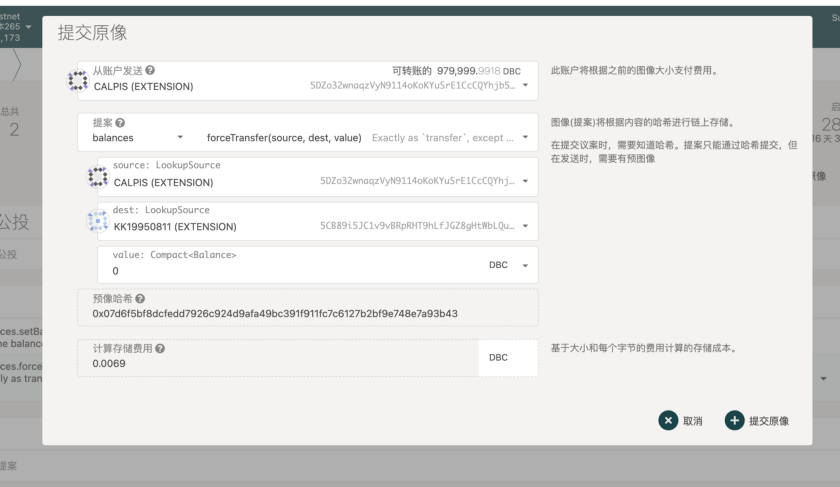 stnet
本265
,173
Su
提交原像
从账户发送
可转账的 979,999.9918 DBC
CALPIS (EXTENSION)
5DZo32wnaqzVyN9114oKoKYuSrE1CcCQYhjb5…
此账户将根据之前的图像大小支付费用。
总共
2
启
28
16天 3
提案
balances
forceTransfer(source, dest, value) Exactly as `transfer`, except …
图像(提案)将根据内容的哈希进行链上存储。
在提交议案时，需要知道哈希。提案只能通过哈希提交，但
在发送时，需要有预图像
source: LookupSource
CALPIS (EXTENSION)
5DZo3ZwnaqzVyN9114oKoKYuSrE1CcCQYhj…
像
dest: LookupSource
KK19950811 (EXTENSION)
5CB89i5JC1v9vBRpRHT9hLfJGZ8gHtWbLQu…
公投
公投
value: Compact<Balance>
0
DBC
预像哈希
0x07d6f5bf8dcfedd7926c924d9afa49bc391f911fc7c6127b2bf9e748e7a93b43
ces.setBa
he balanc
计算存储费用
0.0069
DBC
基于大小和每个字节的费用计算的存储成本。
ces.force
ly as tran
取消
提交原像
提案